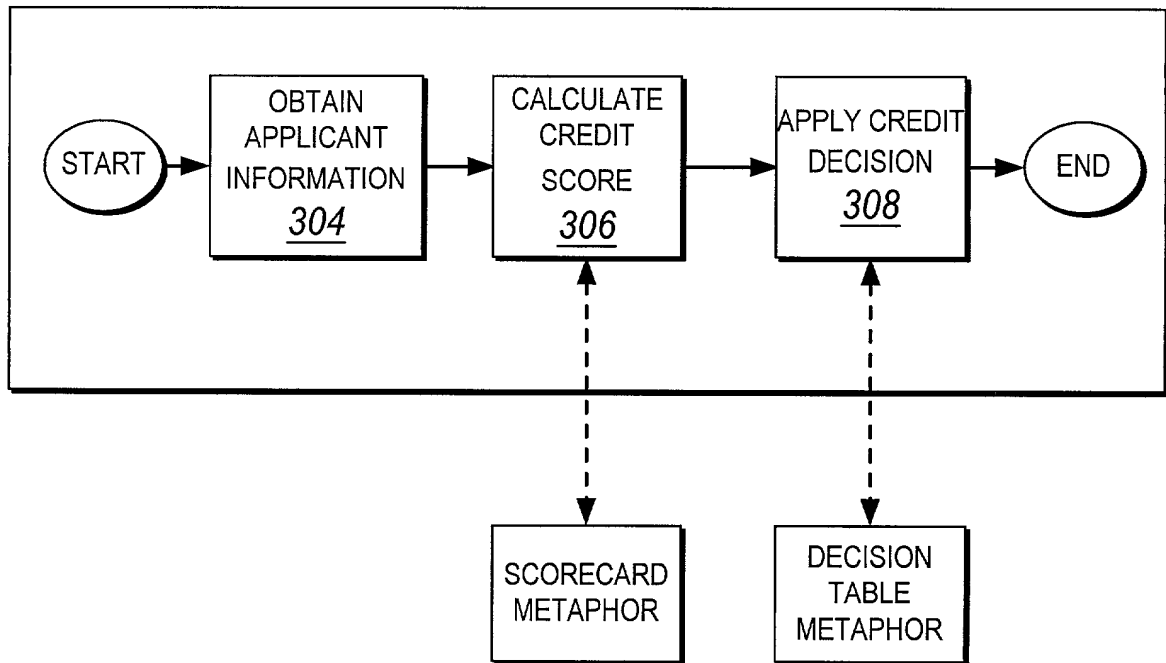 START
OBTAIN
APPLICANT
INFORMATION
304
CALCULATE
CREDIT
SCORE
306
APPLY CREDIT
DECISION
308
END
SCORECARD
METAPHOR
DECISION
TABLE
METAPHOR